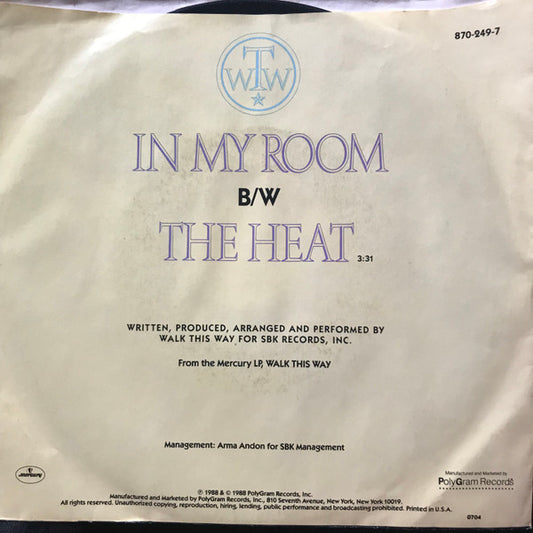 870-249-7
WTW
IN MY ROOM
B/W
THE HEAT 3:31
WRITTEN, PRODUCED, ARRANGED AND PERFORMED BY
WALK THIS WAY FOR SBK RECORDS, INC.
From the Mercury LP, WALK THIS WAY
Management: Arma Andon for SBK Management
mercury
Manufactured and Marketed by
PolyGram Records
℗ 1988 & © 1988 PolyGram Records, Inc.
Manufactured and Marketed by PolyGram Records, Inc., 810 Seventh Avenue, New York, New York 10019.
All rights reserved. Unauthorized copying, reproduction, hiring, lending, public performance and broadcasting prohibited. Printed in U.S.A.
0704